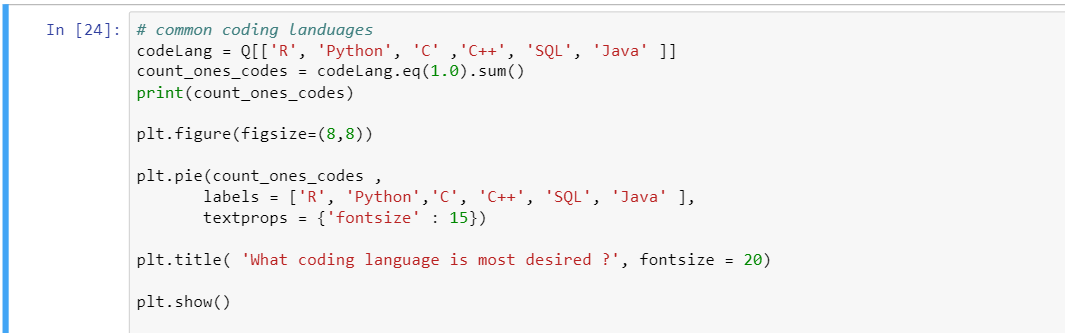 In [24]: # common coding landuages
codeLang = Q[['R', 'Python', 'C' ,'C++', 'SQL', 'Java' ]]
count_ones_codes = codeLang.eq(1.0).sum()
print(count_ones_codes)
plt.figure(figsize=(8,8))
plt.pie(count_ones_codes ,
labels = ['R', 'Python','C', 'C++', 'SQL', 'Java' ],
textprops = {'fontsize' : 15})
plt.title( 'What coding language is most desired ?', fontsize = 20)
plt.show()